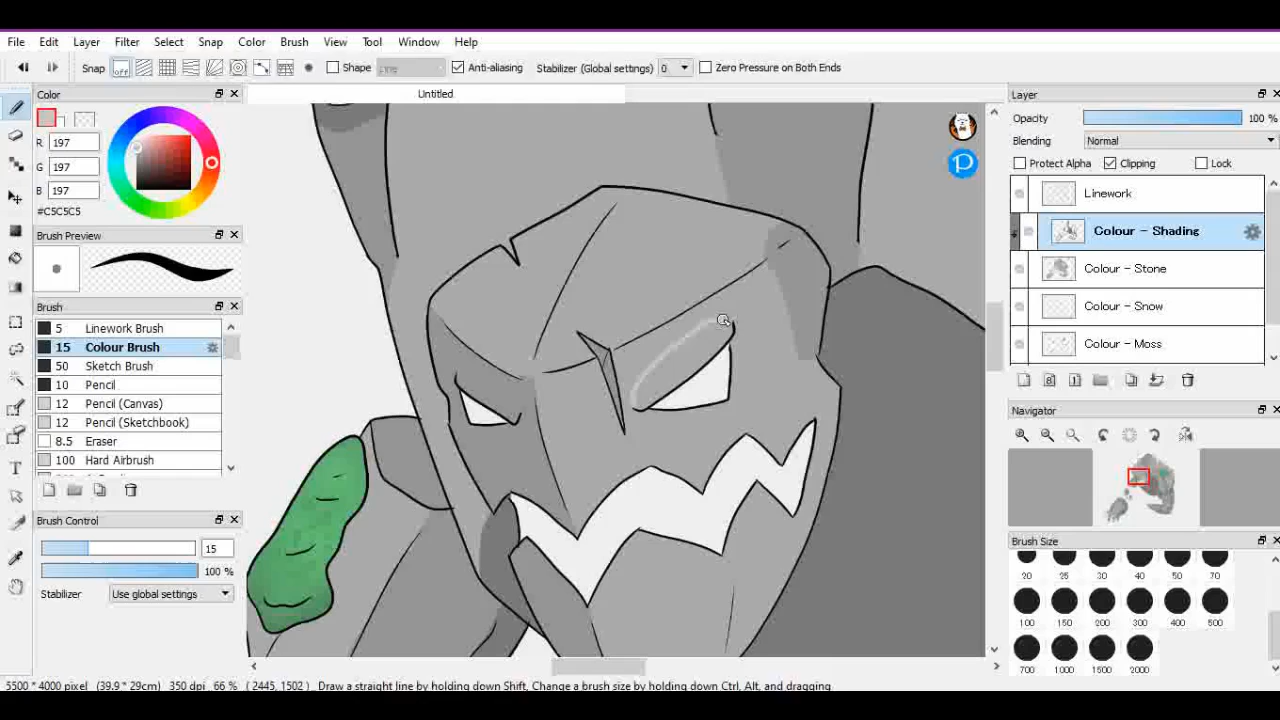 File Edit Layer Filter Select Snap Color Brush View Tool Window Help
Snap off Shape Line Anti-aliasing Stabilizer (Global settings) 0 Zero Pressure on Both Ends
Color
R 197
G 197
B 197
#C5C5C5
Brush Preview
Brush
5 Linework Brush
15 Colour Brush
50 Sketch Brush
10 Pencil
12 Pencil (Canvas)
12 Pencil (Sketchbook)
8.5 Eraser
100 Hard Airbrush
Brush Control
15
100 %
Stabilizer Use global settings
Untitled
Layer
Opacity 100 %
Blending Normal
Protect Alpha Clipping Lock
Linework
Colour - Shading
Colour - Stone
Colour - Snow
Colour - Moss
Navigator
Brush Size
20 25 30 40 50 70
100 150 200 300 400 500
700 1000 1500 2000
5500 * 4000 pixel (39.9 * 29cm) 350 dpi 66 % ( 2445, 1502 ) Draw a straight line by holding down Shift, Change a brush size by holding down Ctrl, Alt, and dragging.